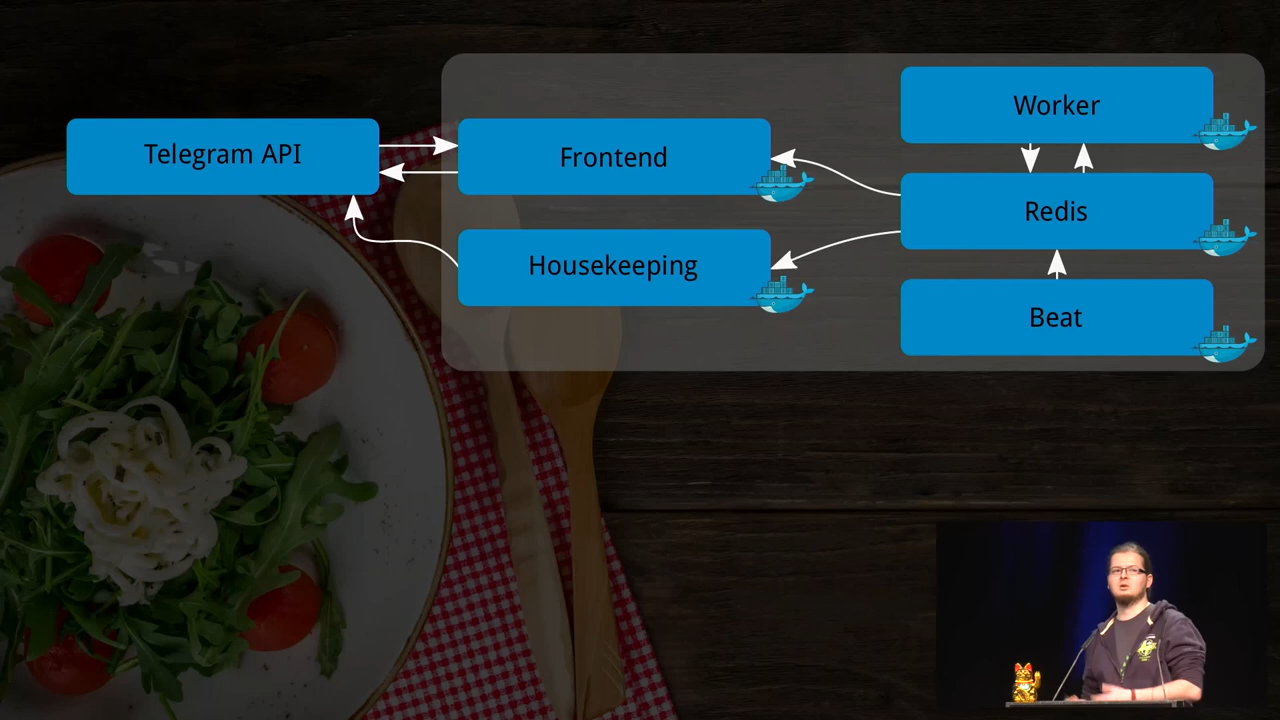 Telegram API
Frontend
Housekeeping
Worker
Redis
Beat